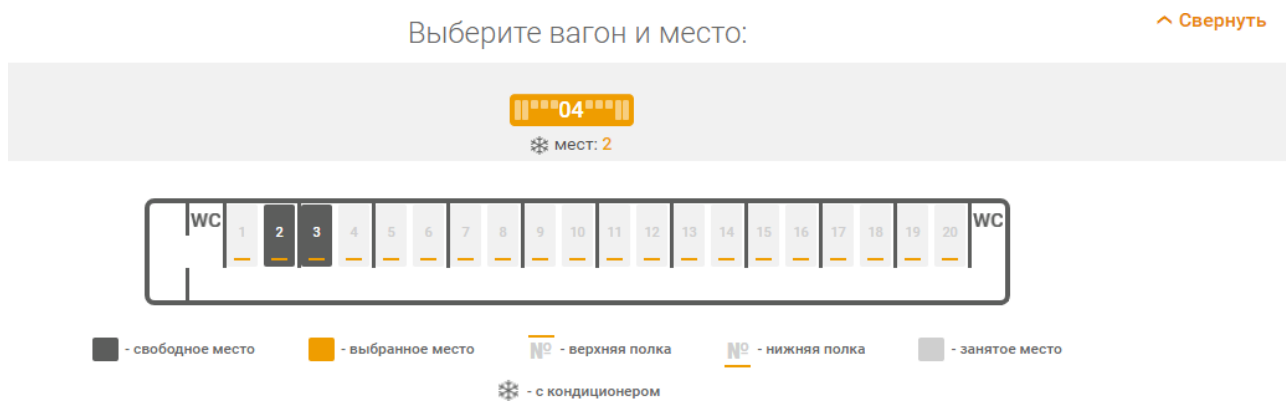 Свернуть
Выберите вагон и место:
04
мест: 2
WC 1 2 3 4 5 6 7 8 9 10 11 12 13 14 15 16 17 18 19 20 WC
- свободное место - выбранное место № - верхняя полка № - нижняя полка - занятое место
- с кондиционером